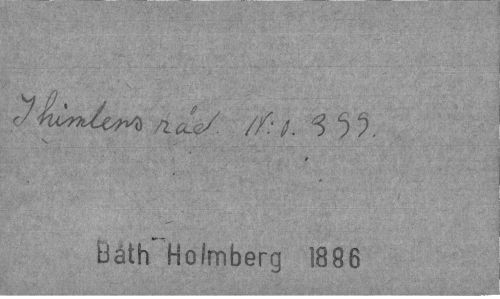 I himlens råd. N:o. 399.
Båth Holmberg 1886